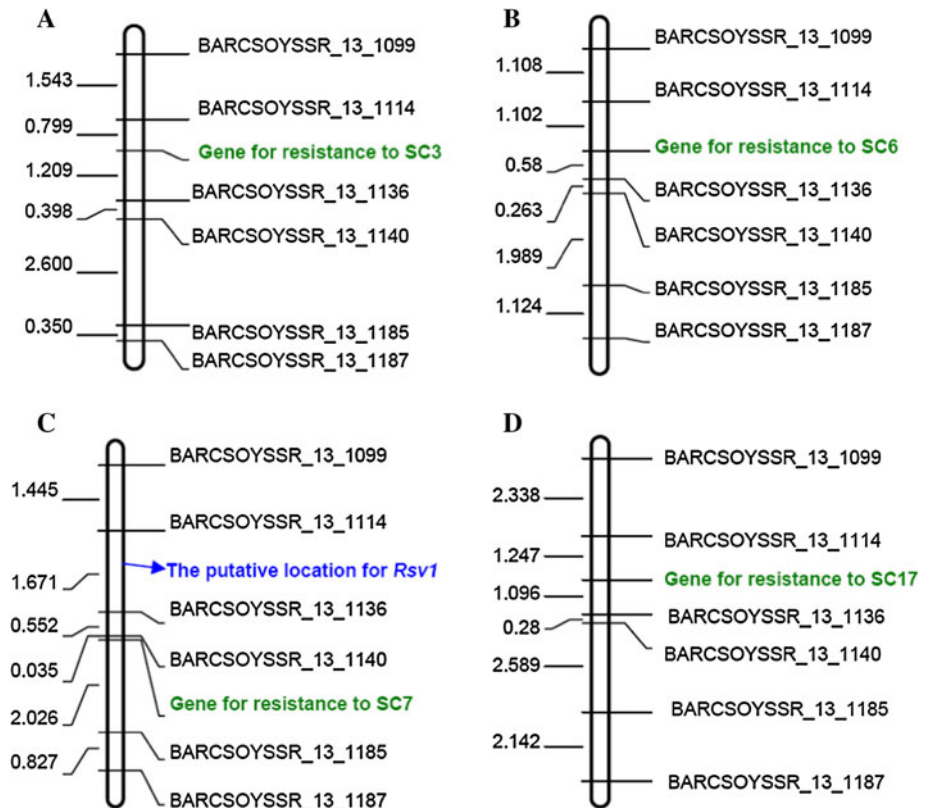 A
BARCSOYSSR_13_1099
1.543
BARCSOYSSR_13_1114
0.799
Gene for resistance to SC3
1.209
BARCSOYSSR_13_1136
0.398
BARCSOYSSR_13_1140
2.600
0.350
BARCSOYSSR_13_1185
BARCSOYSSR_13_1187
B
BARCSOYSSR_13_1099
1.108
BARCSOYSSR_13_1114
1.102
Gene for resistance to SC6
0.58
BARCSOYSSR_13_1136
0.263
BARCSOYSSR_13_1140
1.989
BARCSOYSSR_13_1185
1.124
BARCSOYSSR_13_1187
C
BARCSOYSSR_13_1099
1.445
BARCSOYSSR_13_1114
The putative location for Rsv1
1.671
BARCSOYSSR_13_1136
0.552
BARCSOYSSR_13_1140
0.035
Gene for resistance to SC7
2.026
BARCSOYSSR_13_1185
0.827
BARCSOYSSR_13_1187
D
BARCSOYSSR_13_1099
2.338
BARCSOYSSR_13_1114
1.247
Gene for resistance to SC17
1.096
BARCSOYSSR_13_1136
0.28
BARCSOYSSR_13_1140
2.589
BARCSOYSSR_13_1185
2.142
BARCSOYSSR_13_1187